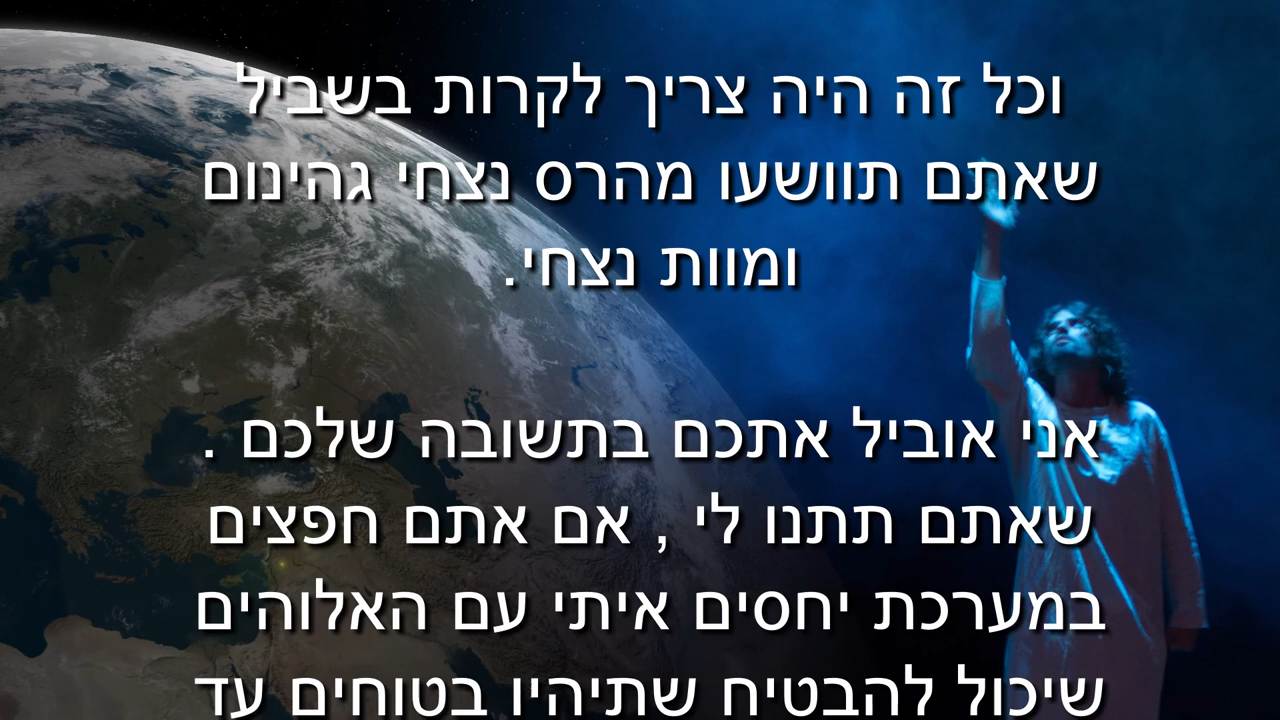 וכל זה היה צריך לקרות בשביל
שאתם תוושעו מהרס נצחי גהינום
ומוות נצחי.
אני אוביל אתכם בתשובה שלכם .
שאתם תתנו לי , אם אתם חפצים
במערכת יחסים איתי עם האלוהים
שיכול להבטיח שתיהיו בטוחים עד